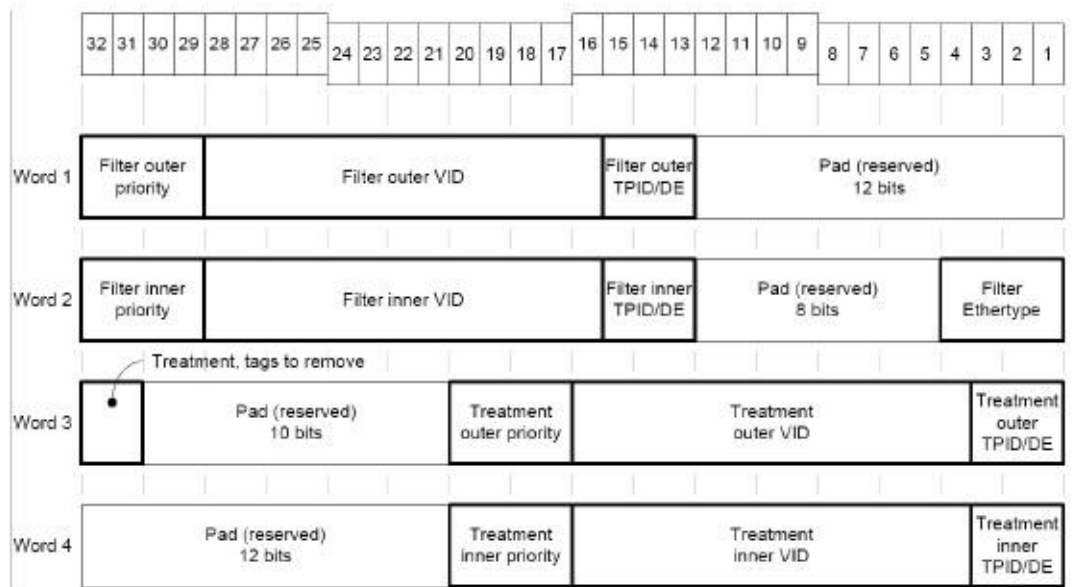 32 31 30 29 28 27 26 25 24 23 22 21 20 19 18 17 16 15 14 13 12 11 10 9 8 7 6 5 4 3 2 1
Word 1
Filter outer
priority
Filter outer VID
Filter outer
TPID/DE
Pad (reserved)
12 bits
Word 2
Filter inner
priority
Filter inner VID
Filter inner
TPID/DE
Pad (reserved)
8 bits
Filter
Ethertype
Treatment, tags to remove
Word 3
Pad (reserved)
10 bits
Treatment
outer priority
Treatment
outer VID
Treatment
outer
TPID/DE
Word 4
Pad (reserved)
12 bits
Treatment
inner priority
Treatment
inner VID
Treatment
inner
TPID/DE